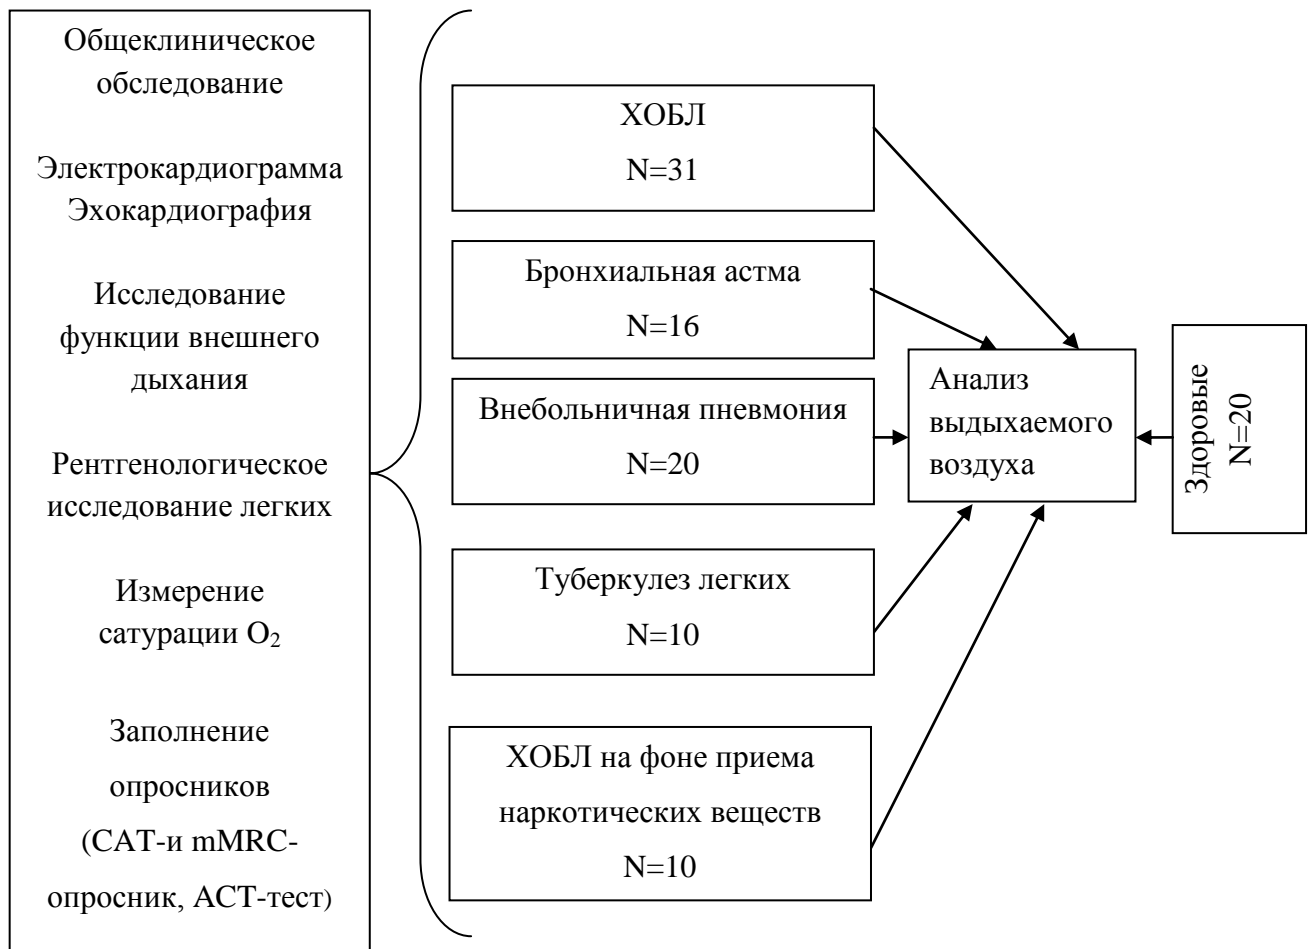 Общеклиническое
обследование
Электрокардиограмма
Эхокардиография
Исследование
функции внешнего
дыхания
Рентгенологическое
исследование легких
Измерение
сатурации O₂
Заполнение
опросников
(САТ-и mMRC-
опросник, АСТ-тест)
ХОБЛ
N=31
Бронхиальная астма
N=16
Внебольничная пневмония
N=20
Туберкулез легких
N=10
ХОБЛ на фоне приема
наркотических веществ
N=10
Анализ
выдыхаемого
воздуха
Здоровые
N=20